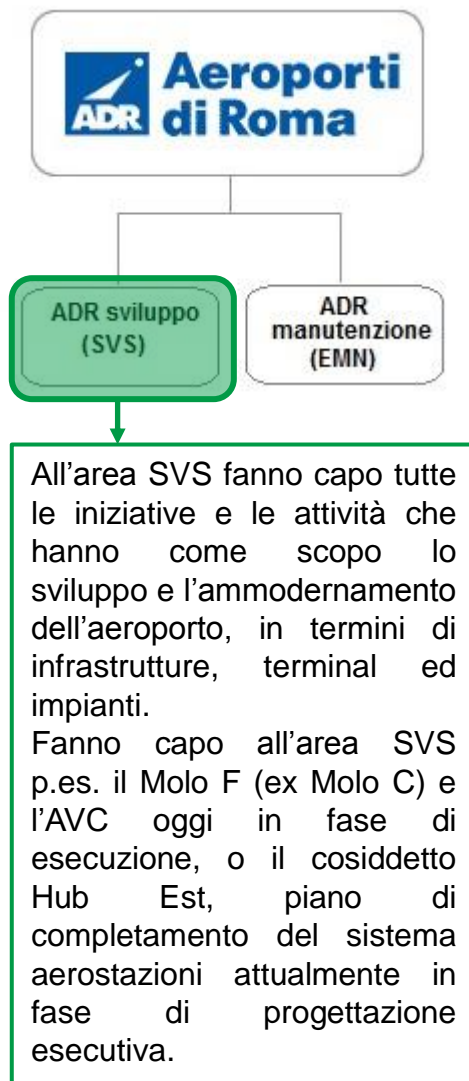 ADR
Aeroporti
di Roma
ADR sviluppo
(SVS)
ADR
manutenzione
(EMN)
All’area SVS fanno capo tutte
le iniziative e le attività che
hanno come scopo lo
sviluppo e l’ammodernamento
dell’aeroporto, in termini di
infrastrutture, terminal ed
impianti.
Fanno capo all’area SVS
p.es. il Molo F (ex Molo C) e
l’AVC oggi in fase di
esecuzione, o il cosiddetto
Hub Est, piano di
completamento del sistema
aerostazioni attualmente in
fase di progettazione
esecutiva.